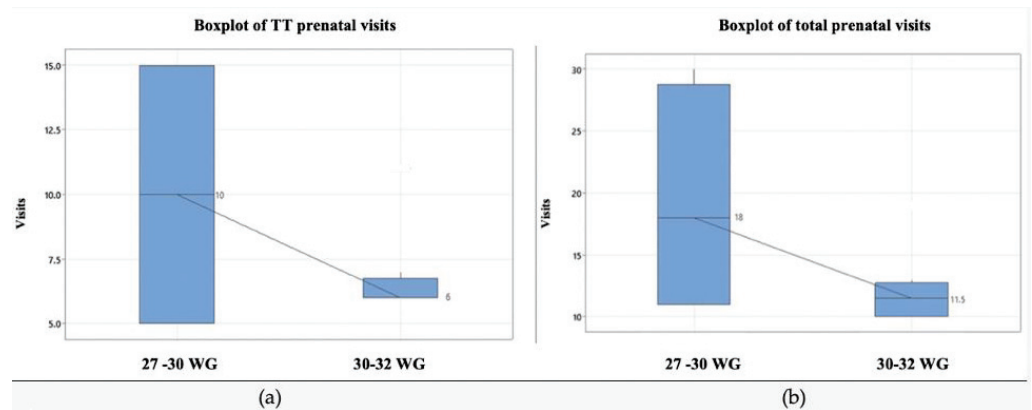 Boxplot of TT prenatal visits
15.0
12.5
10.0
7.5
5.0
Visits
10
6
27 -30 WG
30-32 WG
(a)
Boxplot of total prenatal visits
30
25
20
15
10
Visits
18
11.5
27 -30 WG
30-32 WG
(b)